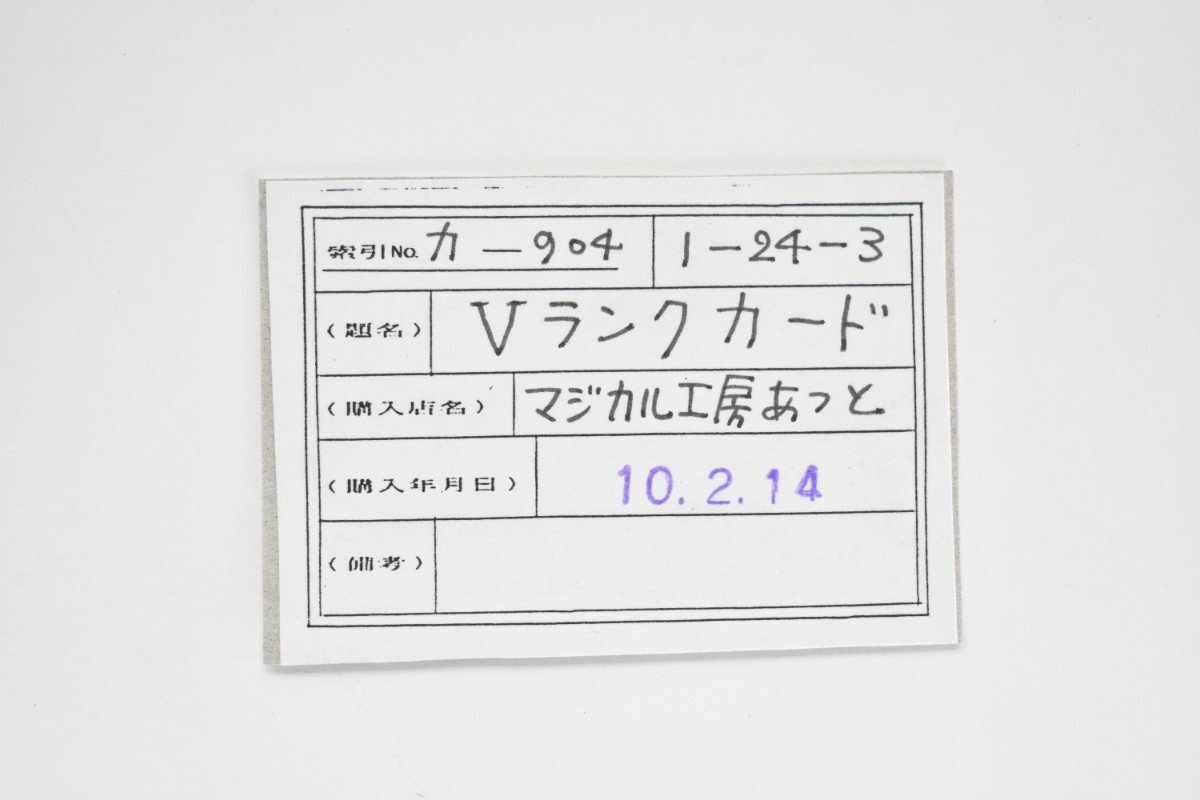 索引No. カ－904 1－24－3
(題名) Vランクカード
(購入店名) マジカル工房あっと
(購入年月日) 10.2.14
(備考)